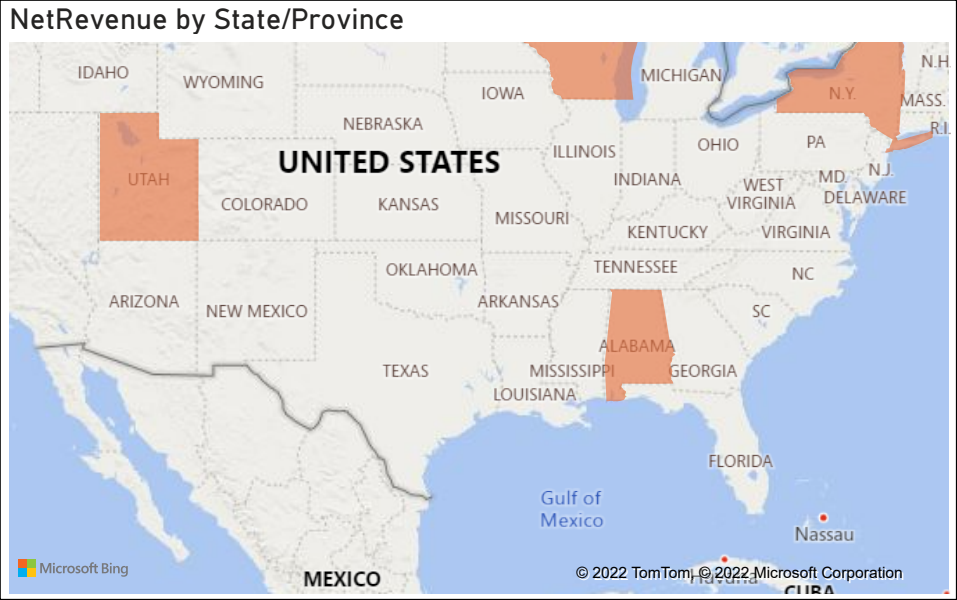 NetRevenue by State/Province
IDAHO
WYOMING
IOWA
MICHIGAN
N.H.
N.Y.
MASS.
R.I.
NEBRASKA
ILLINOIS
OHIO
PA
UNITED STATES
UTAH
INDIANA
MD.
N.J.
COLORADO
KANSAS
WEST
VIRGINIA
DELAWARE
MISSOURI
KENTUCKY
VIRGINIA
OKLAHOMA
TENNESSEE
NC
ARIZONA
NEW MEXICO
ARKANSAS
SC
ALABAMA
TEXAS
MISSISSIPPI
GEORGIA
LOUISIANA
FLORIDA
Gulf of
Mexico
Nassau
Microsoft Bing
MEXICO
© 2022 TomTom, © 2022 Microsoft Corporation
Havana
CUBA